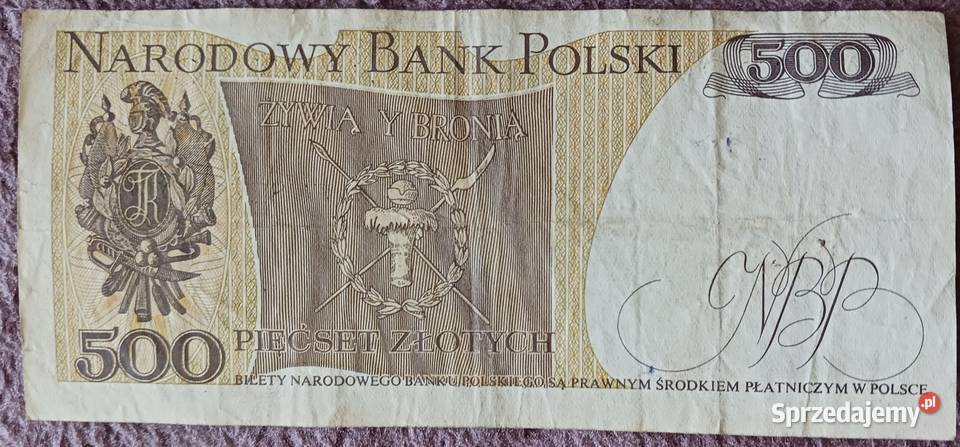 NARODOWY BANK POLSKI
500
ŻYWIĄ Y BRONIĄ
TK
NBP
500
PIĘĆSET ZŁOTYCH
BILETY NARODOWEGO BANKU POLSKIEGO SĄ PRAWNYM ŚRODKIEM PŁATNICZYM W POLSCE
Sprzedajemy.pl